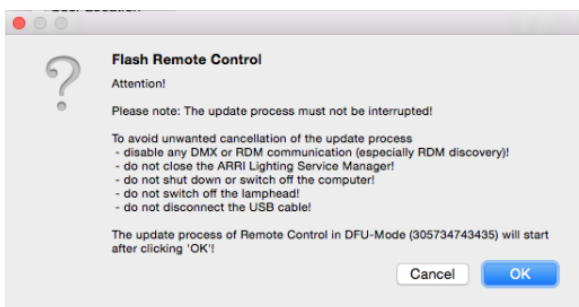 Flash Remote Control
Attention!
Please note: The update process must not be interrupted!
To avoid unwanted cancellation of the update process
- disable any DMX or RDM communication (especially RDM discovery)!
- do not close the ARRI Lighting Service Manager!
- do not shut down or switch off the computer!
- do not switch off the lamphead!
- do not disconnect the USB cable!
The update process of Remote Control in DFU-Mode (305734743435) will start
after clicking 'OK'!
Cancel
OK